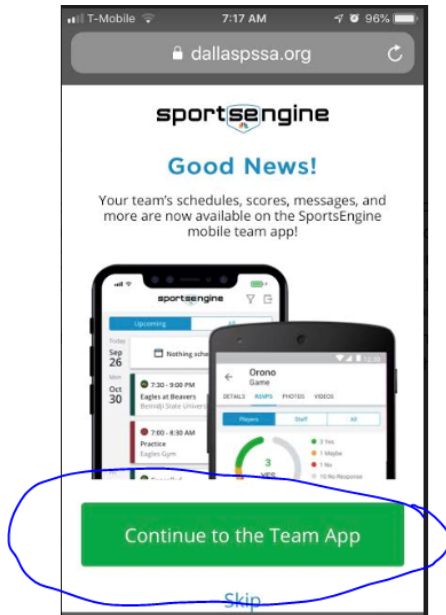 T-Mobile 7:17 AM 96%
dallaspssa.org
sportsengine
Good News!
Your team's schedules, scores, messages, and
more are now available on the SportsEngine
mobile team app!
sportsengine
Upcoming All
Today
Sep
26
Nothing sche
Mon
Oct
30
7:30 - 9:00 PM
Eagles at Beavers
Bemidji State Univers
7:00 - 8:30 AM
Practice
Eagles Gym
Orono
Game
DETAILS RSVPS PHOTOS VIDEOS
Players Staff All
3
YES
3 Yes
1 Maybe
1 No
10 No Response
Continue to the Team App
Skip